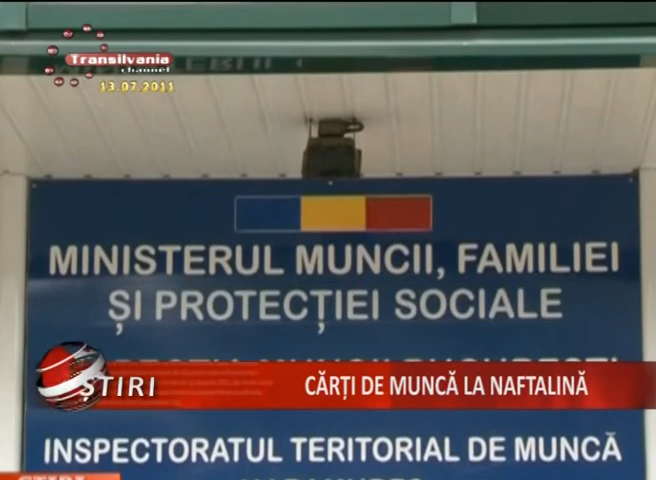 Transilvania
channel
13.07.2011
MINISTERUL MUNCII, FAMILIEI
ȘI PROTECȚIEI SOCIALE
ȘTIRI
CĂRȚI DE MUNCĂ LA NAFTALINĂ
INSPECTORATUL TERITORIAL DE MUNCĂ
ȘTIRI